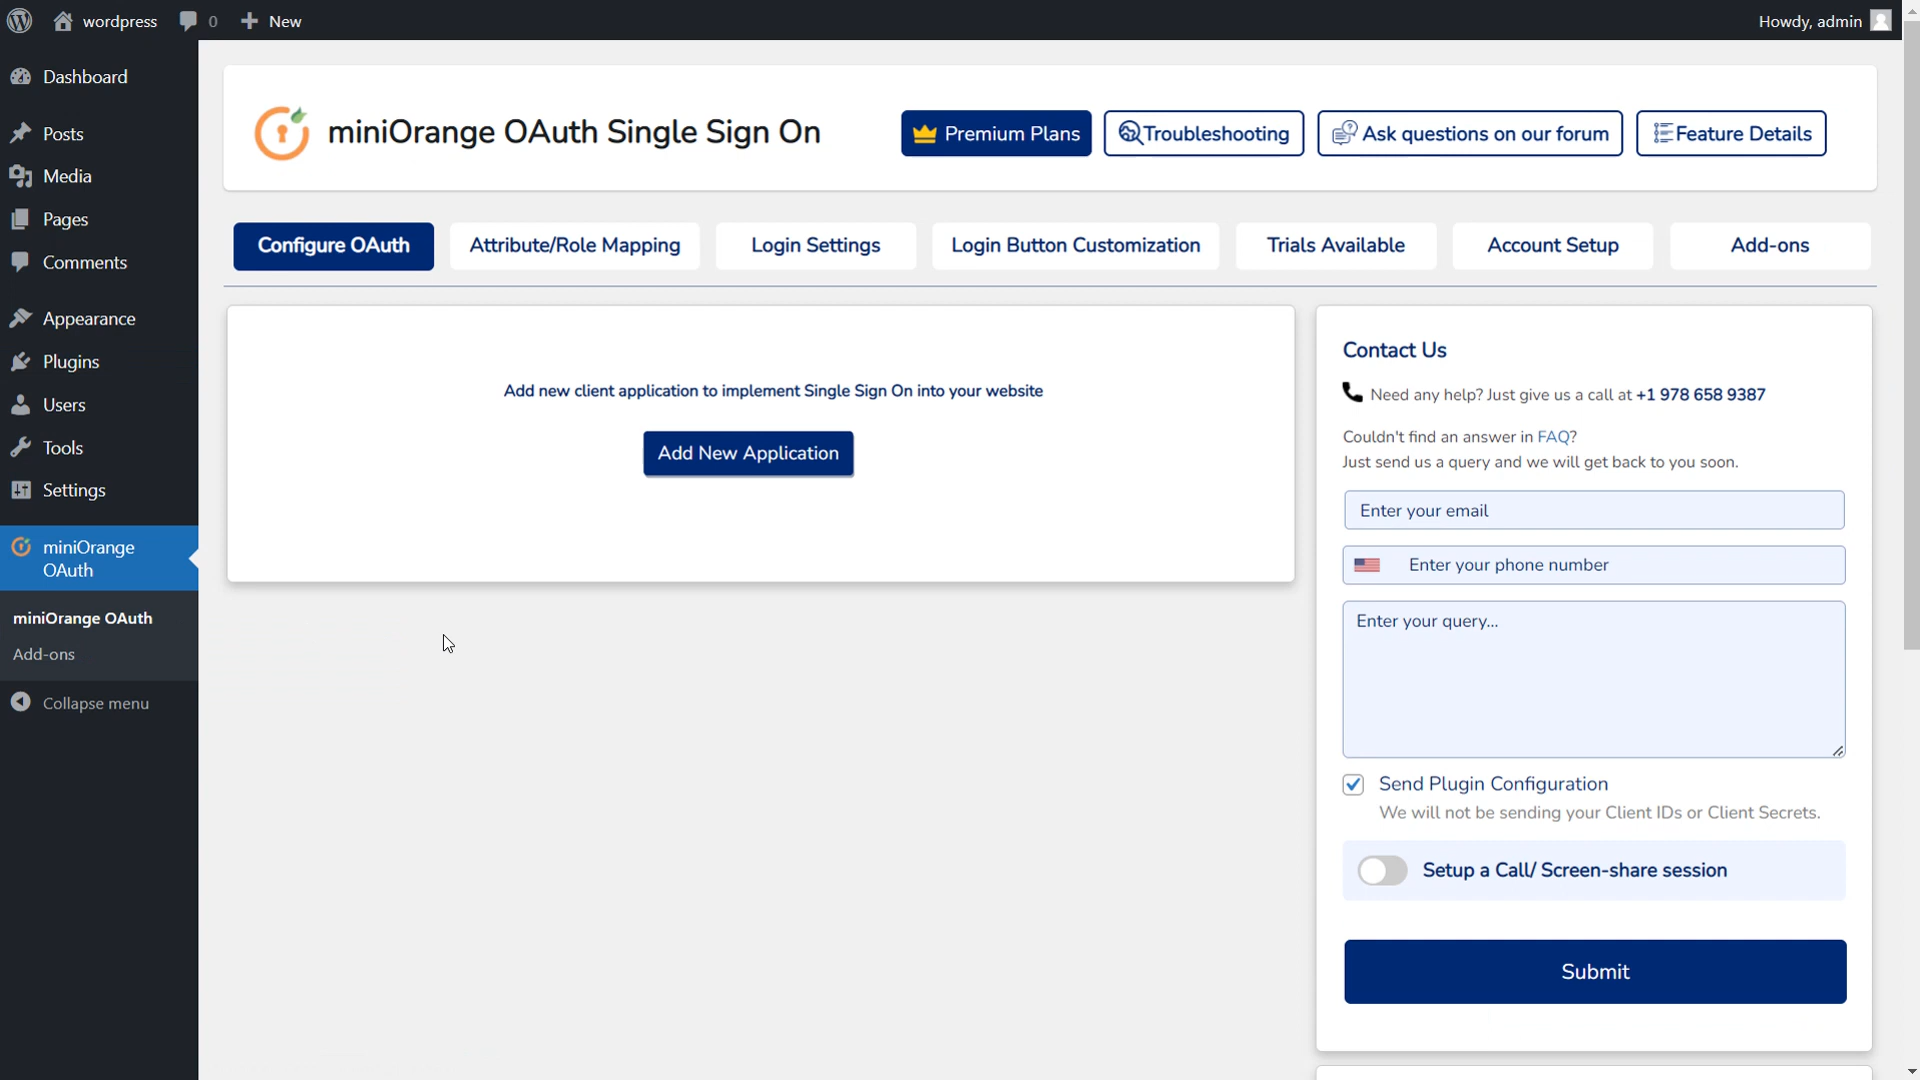 wordpress
0
New
Howdy, admin
Dashboard
Posts
Media
Pages
Comments
Appearance
Plugins
Users
Tools
Settings
miniOrange
OAuth
miniOrange OAuth
Add-ons
Collapse menu
miniOrange OAuth Single Sign On
Premium Plans
Troubleshooting
Ask questions on our forum
Feature Details
Configure OAuth
Attribute/Role Mapping
Login Settings
Login Button Customization
Trials Available
Account Setup
Add-ons
Add new client application to implement Single Sign On into your website
Add New Application
Contact Us
Need any help? Just give us a call at +1 978 658 9387
Couldn't find an answer in FAQ?
Just send us a query and we will get back to you soon.
Enter your email
Enter your phone number
Enter your query...
Send Plugin Configuration
We will not be sending your Client IDs or Client Secrets.
Setup a Call/ Screen-share session
Submit